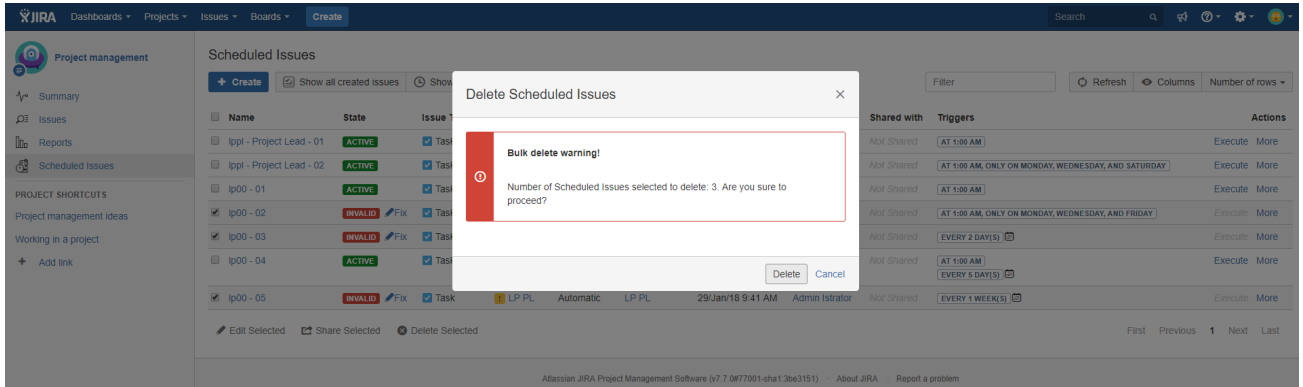 JIRA Dashboards Projects Issues Boards Create Search
Project management
Summary
Issues
Reports
Scheduled Issues
PROJECT SHORTCUTS
Project management ideas
Working in a project
+ Add link
Scheduled Issues
+ Create Show all created issues Show Filter Refresh Columns Number of rows
Name State Issue T Shared with Triggers Actions
Ippl - Project Lead - 01 ACTIVE Task Not Shared AT 1:00 AM Execute More
Ippl - Project Lead - 02 ACTIVE Task Not Shared AT 1:00 AM, ONLY ON MONDAY, WEDNESDAY, AND SATURDAY Execute More
lp00 - 01 ACTIVE Task Not Shared AT 1:00 AM Execute More
lp00 - 02 INVALID Fix Task Not Shared AT 1:00 AM, ONLY ON MONDAY, WEDNESDAY, AND FRIDAY Execute More
lp00 - 03 INVALID Fix Task Not Shared EVERY 2 DAY(S) Execute More
lp00 - 04 ACTIVE Task Not Shared AT 1:00 AM Execute More
EVERY 5 DAY(S)
lp00 - 05 INVALID Fix Task LP PL Automatic LP PL 29/Jan/18 9:41 AM Admin Istrator Not Shared EVERY 1 WEEK(S) Execute More
Edit Selected Share Selected Delete Selected First Previous 1 Next Last
Delete Scheduled Issues
Bulk delete warning!
Number of Scheduled Issues selected to delete: 3. Are you sure to
proceed?
Delete Cancel
Atlassian JIRA Project Management Software (v7.7.0#77001-sha1:3be3151) · About JIRA · Report a problem